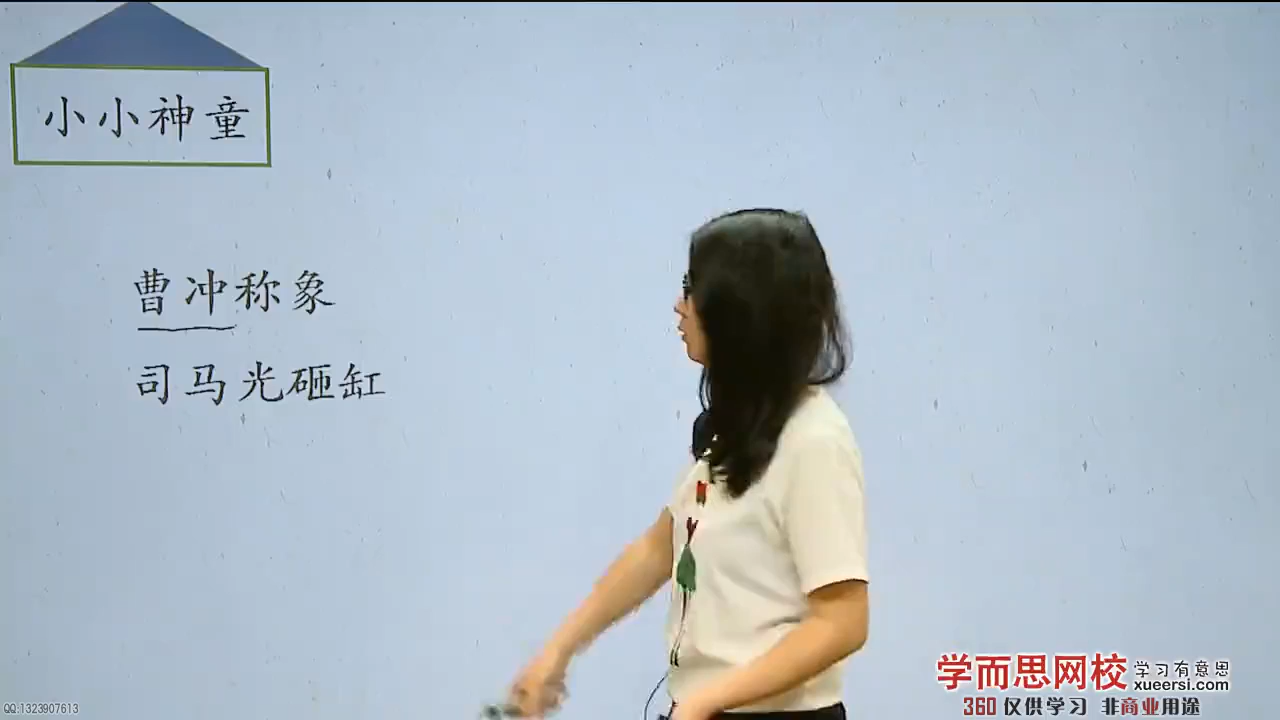 小小神童
曹冲称象
司马光砸缸
学而思网校 学习有意思
xueersi.com
360 仅供学习 非商业用途
QQ:1323907613